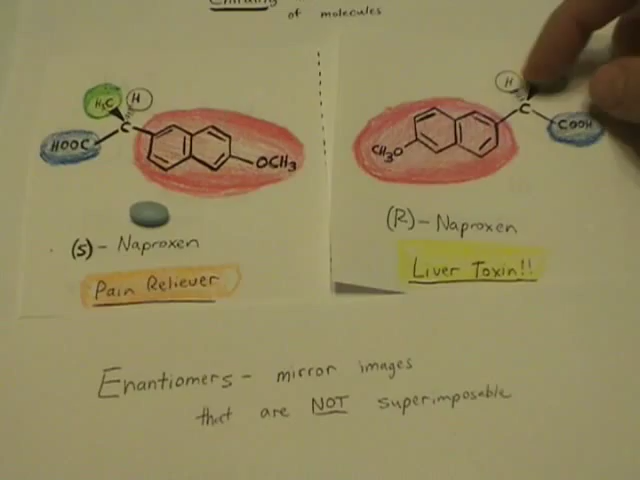 Chirality
of molecules
H3C H
C
HOOC
OCH3
(S) - Naproxen
Pain Reliever
H
C
COOH
CH3O
(R) - Naproxen
Liver Toxin!!
Enantiomers - mirror images
that are NOT superimposable